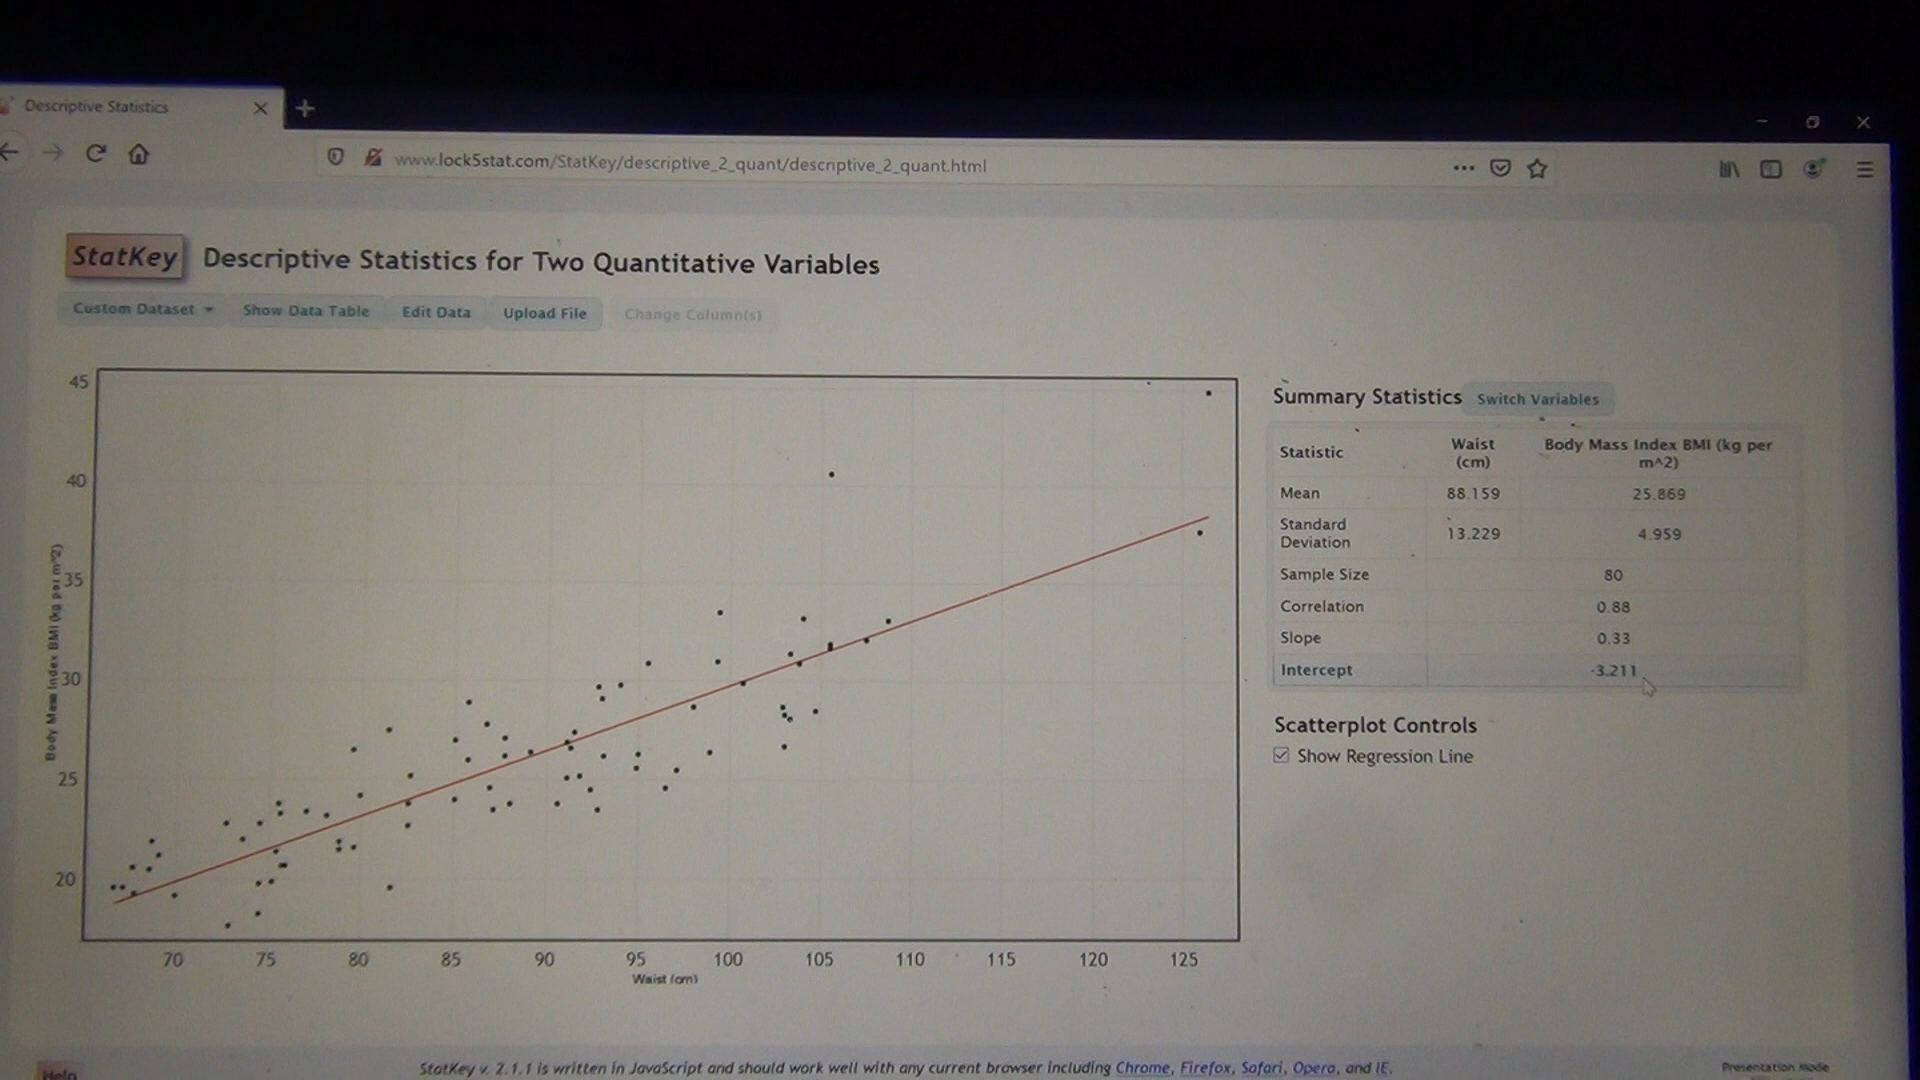 Descriptive Statistics
www.lock5stat.com/StatKey/descriptive_2_quant/descriptive_2_quant.html
StatKey Descriptive Statistics for Two Quantitative Variables
Custom Dataset Show Data Table Edit Data Upload File Change Column(s)
Summary Statistics Switch Variables
Statistic Waist (cm) Body Mass Index BMI (kg per m^2)
Mean 88.159 25.869
Standard Deviation 13.229 4.959
Sample Size 80
Correlation 0.88
Slope 0.33
Intercept -3.211
Scatterplot Controls
Show Regression Line
Body Mass Index BMI (kg per m^2)
45
40
35
30
25
20
70 75 80 85 90 95 100 105 110 115 120 125
Waist (cm)
Help
StatKey v. 2.1.1 is written in JavaScript and should work well with any current browser including Chrome, Firefox, Safari, Opera, and IE.
Presentation Mode